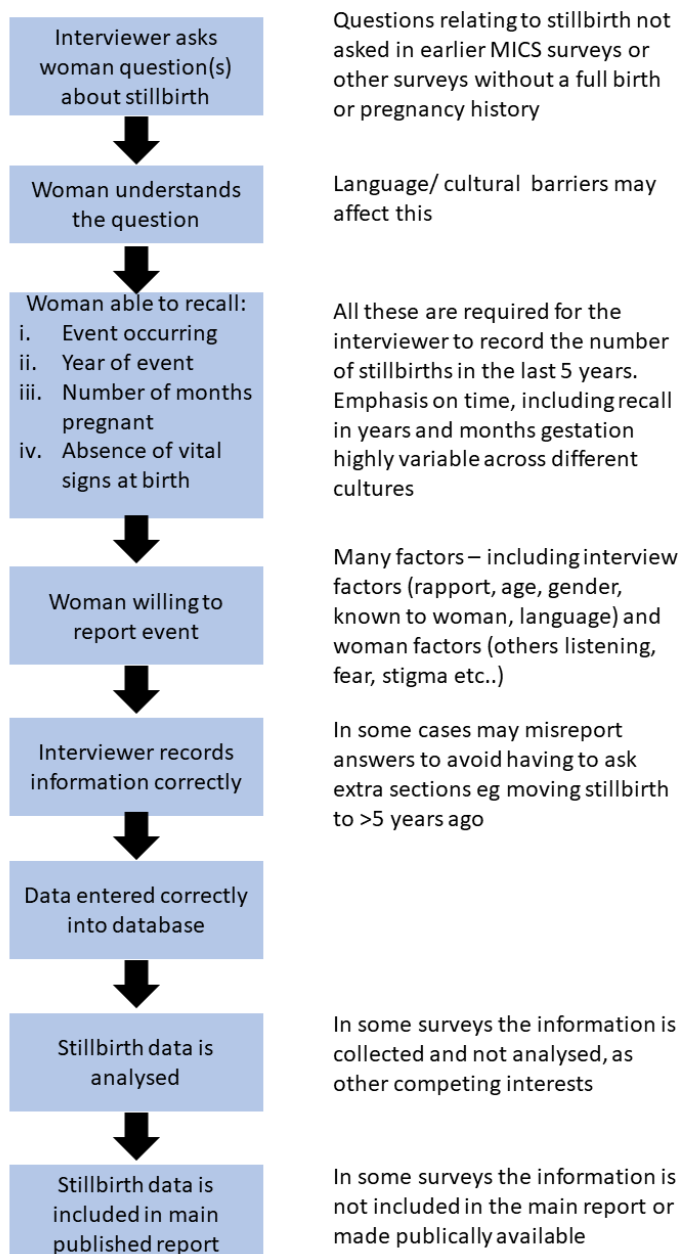 Interviewer asks
woman question(s)
about stillbirth
Questions relating to stillbirth not
asked in earlier MICS surveys or
other surveys without a full birth
or pregnancy history
Woman understands
the question
Language/ cultural  barriers may
affect this
Woman able to recall:
i. Event occurring
ii. Year of event
iii. Number of months
pregnant
iv. Absence of vital
signs at birth
All these are required for the
interviewer to record the number
of stillbirths in the last 5 years.
Emphasis on time, including recall
in years and months gestation
highly variable across different
cultures
Woman willing to
report event
Many factors – including interview
factors (rapport, age, gender,
known to woman, language) and
woman factors (others listening,
fear, stigma etc..)
Interviewer records
information correctly
In some cases may misreport
answers to avoid having to ask
extra sections eg moving stillbirth
to >5 years ago
Data entered correctly
into database
Stillbirth data is
analysed
In some surveys the information is
collected and not analysed, as
other competing interests
Stillbirth data is
included in main
published report
In some surveys the information is
not included in the main report or
made publically available